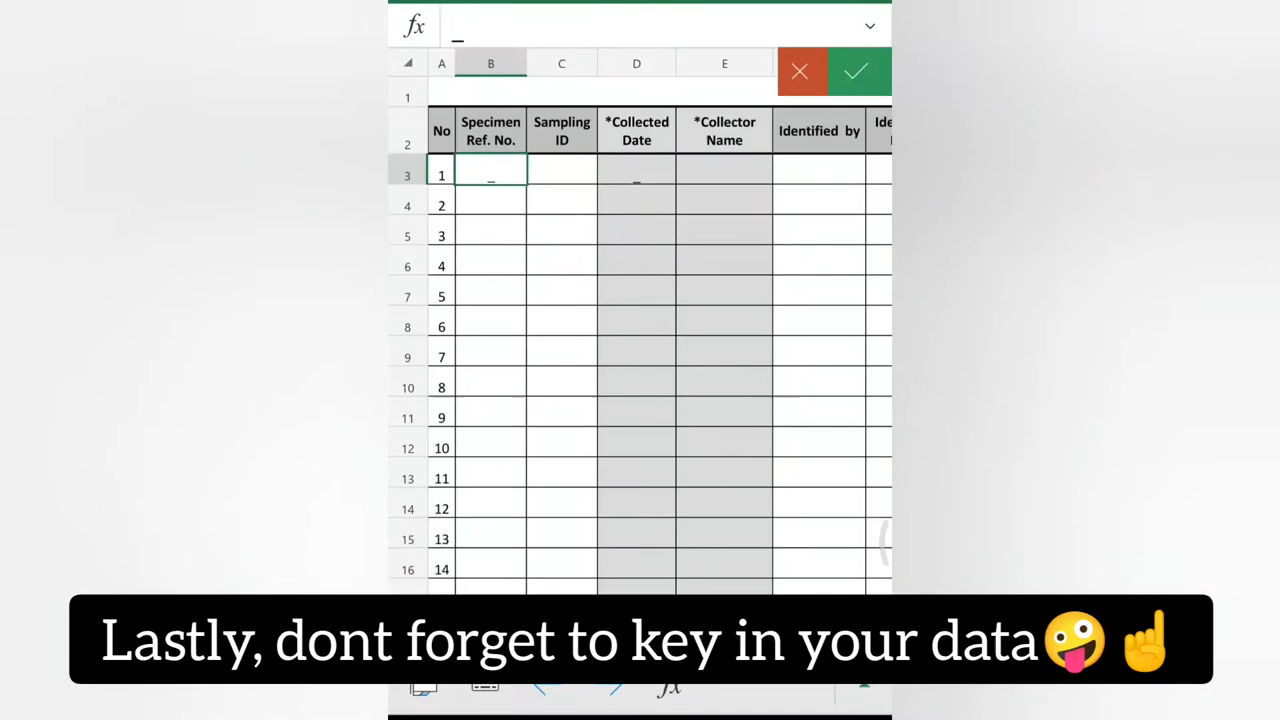 fx _
A B C D E
1
2 No Specimen Ref. No. Sampling ID *Collected Date *Collector Name Identified by
3 1 _ _
4 2
5 3
6 4
7 5
8 6
9 7
10 8
11 9
12 10
13 11
14 12
15 13
16 14
Lastly, dont forget to key in your data🤪☝
fx